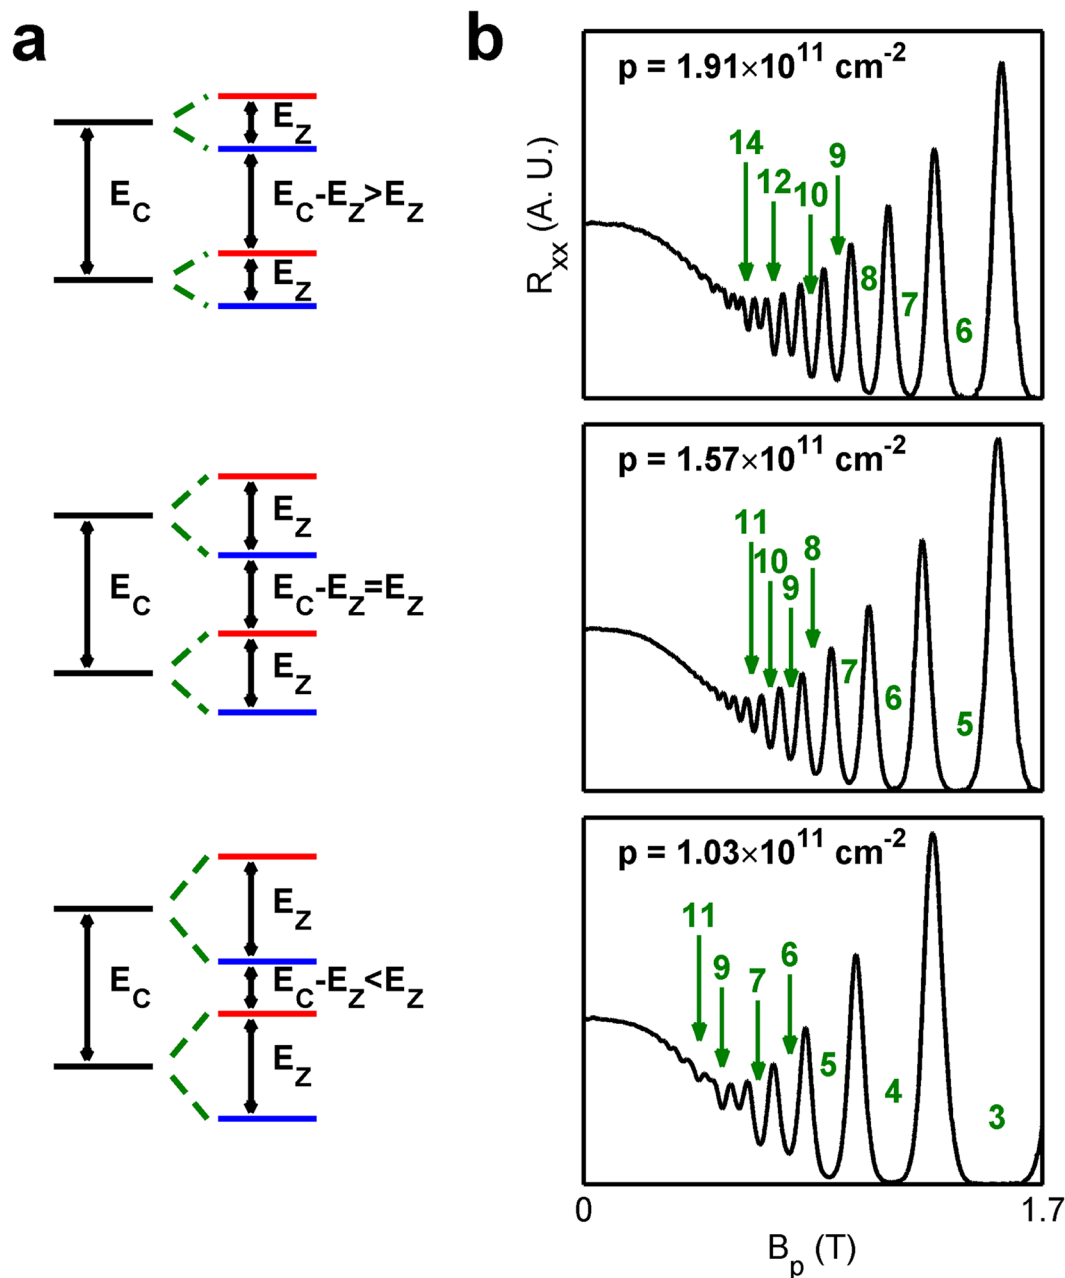 a
E_Z
E_C
E_C-E_Z>E_Z
E_Z
E_Z
E_C
E_C-E_Z=E_Z
E_Z
E_Z
E_C
E_C-E_Z<E_Z
E_Z
b
R_xx (A. U.)
p = 1.91×10^11 cm^-2
14
12
10
9
8
7
6
p = 1.57×10^11 cm^-2
11
10
9
8
7
6
5
p = 1.03×10^11 cm^-2
11
9
7
6
5
4
3
0
1.7
B_p (T)